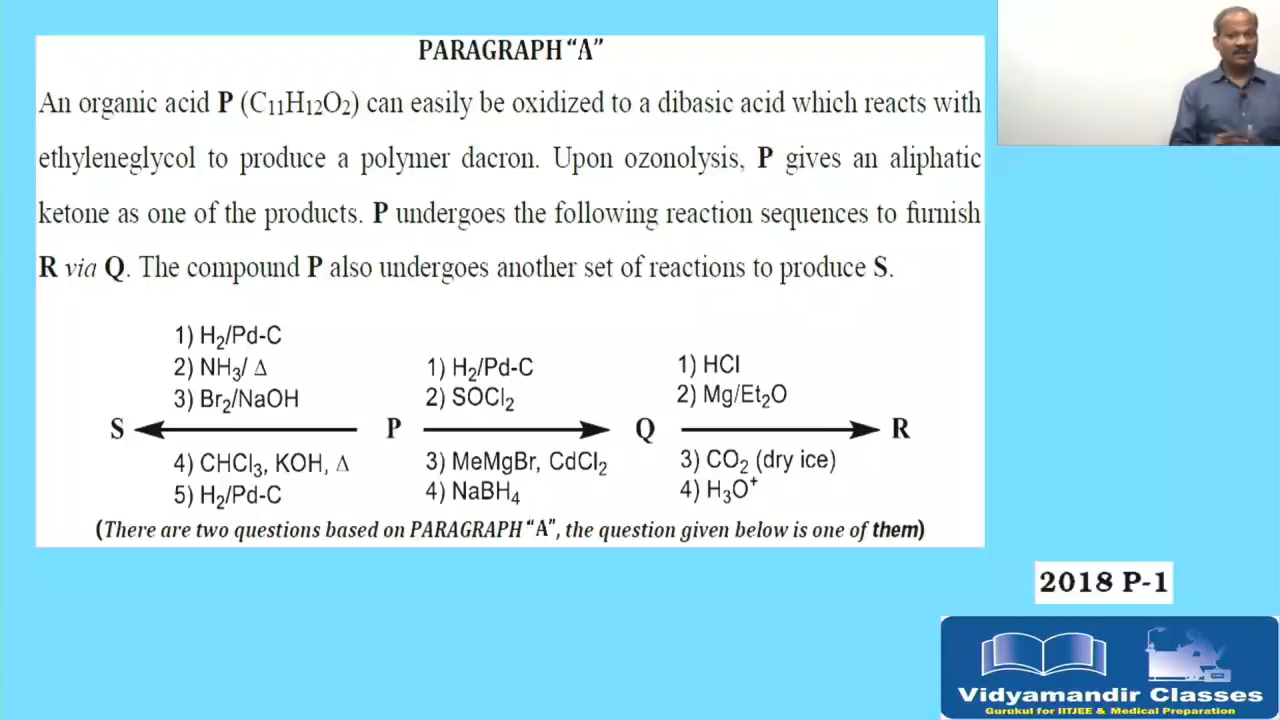 PARAGRAPH “A”
An organic acid P (C₁₁H₁₂O₂) can easily be oxidized to a dibasic acid which reacts with
ethyleneglycol to produce a polymer dacron. Upon ozonolysis, P gives an aliphatic
ketone as one of the products. P undergoes the following reaction sequences to furnish
R via Q. The compound P also undergoes another set of reactions to produce S.
1) H₂/Pd-C
2) NH₃/ Δ
3) Br₂/NaOH
1) H₂/Pd-C
2) SOCl₂
1) HCl
2) Mg/Et₂O
S P Q R
4) CHCl₃, KOH, Δ
5) H₂/Pd-C
3) MeMgBr, CdCl₂
4) NaBH₄
3) CO₂ (dry ice)
4) H₃O⁺
(There are two questions based on PARAGRAPH “A”, the question given below is one of them)
2018 P-1
Vidyamandir Classes
Gurukul for IITJEE & Medical Preparation